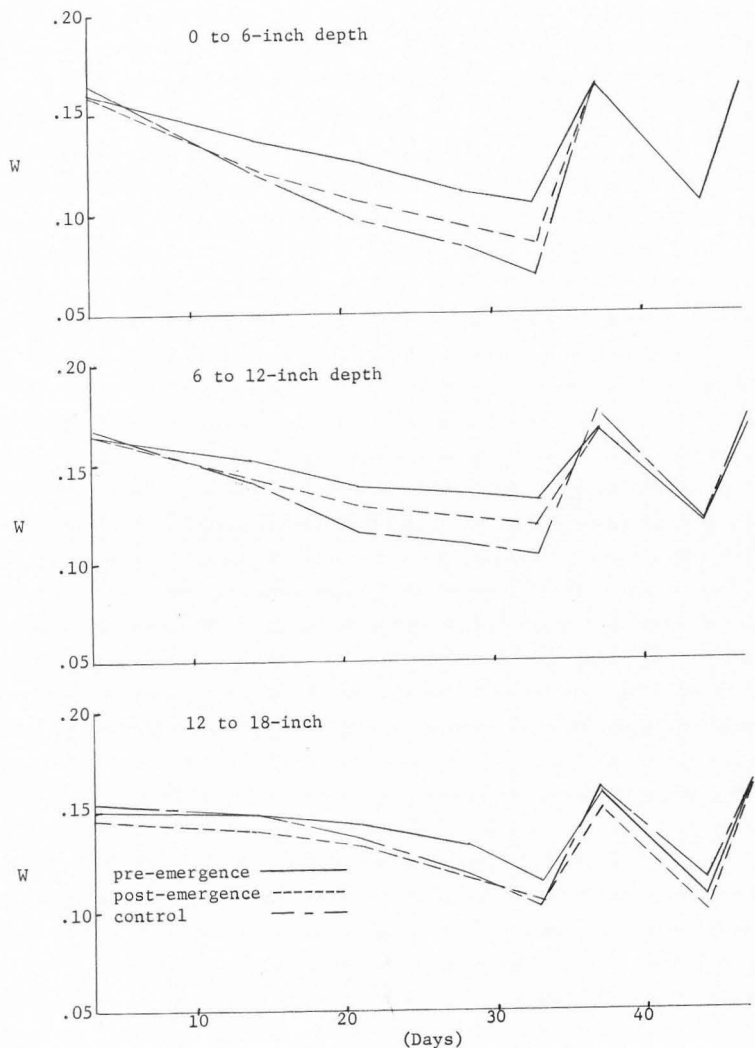 .20
0 to 6-inch depth
.15
W
.10
.05
.20
6 to 12-inch depth
.15
W
.10
.05
.20
12 to 18-inch
.15
W
pre-emergence
post-emergence
control
.10
.05
10 20 30 40
(Days)